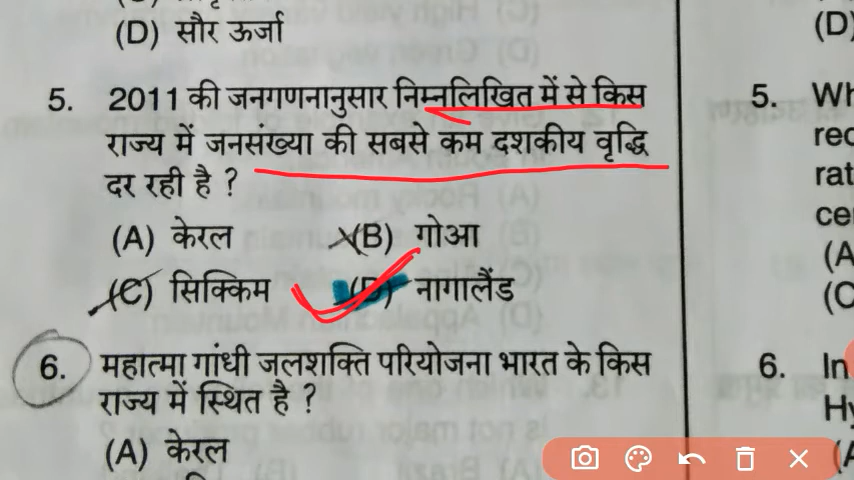 (D) सौर ऊर्जा
5. 2011 की जनगणनानुसार निम्नलिखित में से किस
राज्य में जनसंख्या की सबसे कम दशकीय वृद्धि
दर रही है ?
(A) केरल (B) गोआ
(C) सिक्किम (D) नागालैंड
6. महात्मा गांधी जलशक्ति परियोजना भारत के किस
राज्य में स्थित है ?
(A) केरल
(D)
5. Wh
rec
rat
ce
(A
(C
6. In
Hy
(A